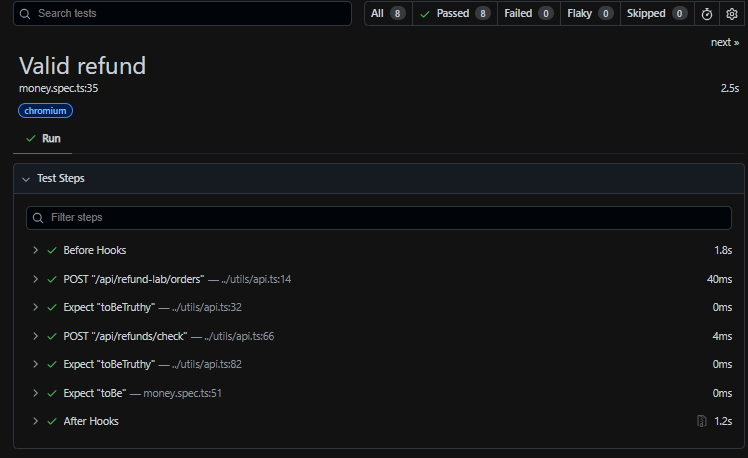 Search tests
All 8 Passed 8 Failed 0 Flaky 0 Skipped 0
next »
Valid refund
money.spec.ts:35 2.5s
chromium
Run
Test Steps
Filter steps
Before Hooks 1.8s
POST "/api/refund-lab/orders" — ../utils/api.ts:14 40ms
Expect "toBeTruthy" — ../utils/api.ts:32 0ms
POST "/api/refunds/check" — ../utils/api.ts:66 4ms
Expect "toBeTruthy" — ../utils/api.ts:82 0ms
Expect "toBe" — money.spec.ts:51 0ms
After Hooks 1.2s